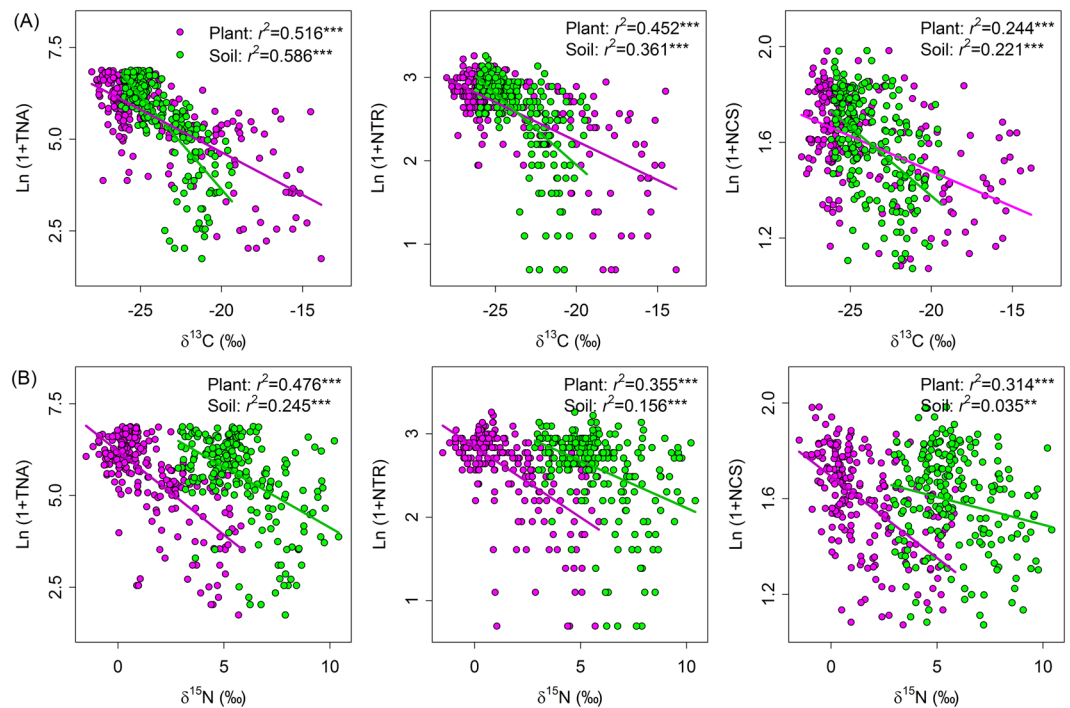 (A)
Plant: r²=0.516***
Soil: r²=0.586***
Ln (1+TNA)
7.5
5.0
2.5
-25 -20 -15
δ¹³C (‰)
Plant: r²=0.452***
Soil: r²=0.361***
Ln (1+NTR)
3
2
1
-25 -20 -15
δ¹³C (‰)
Plant: r²=0.244***
Soil: r²=0.221***
Ln (1+NCS)
2.0
1.6
1.2
-25 -20 -15
δ¹³C (‰)
(B)
Plant: r²=0.476***
Soil: r²=0.245**
Ln (1+TNA)
7.5
5.0
2.5
0 5 10
δ¹⁵N (‰)
Plant: r²=0.355***
Soil: r²=0.156**
Ln (1+NTR)
3
2
1
0 5 10
δ¹⁵N (‰)
Plant: r²=0.314***
Soil: r²=0.035**
Ln (1+NCS)
2.0
1.6
1.2
0 5 10
δ¹⁵N (‰)